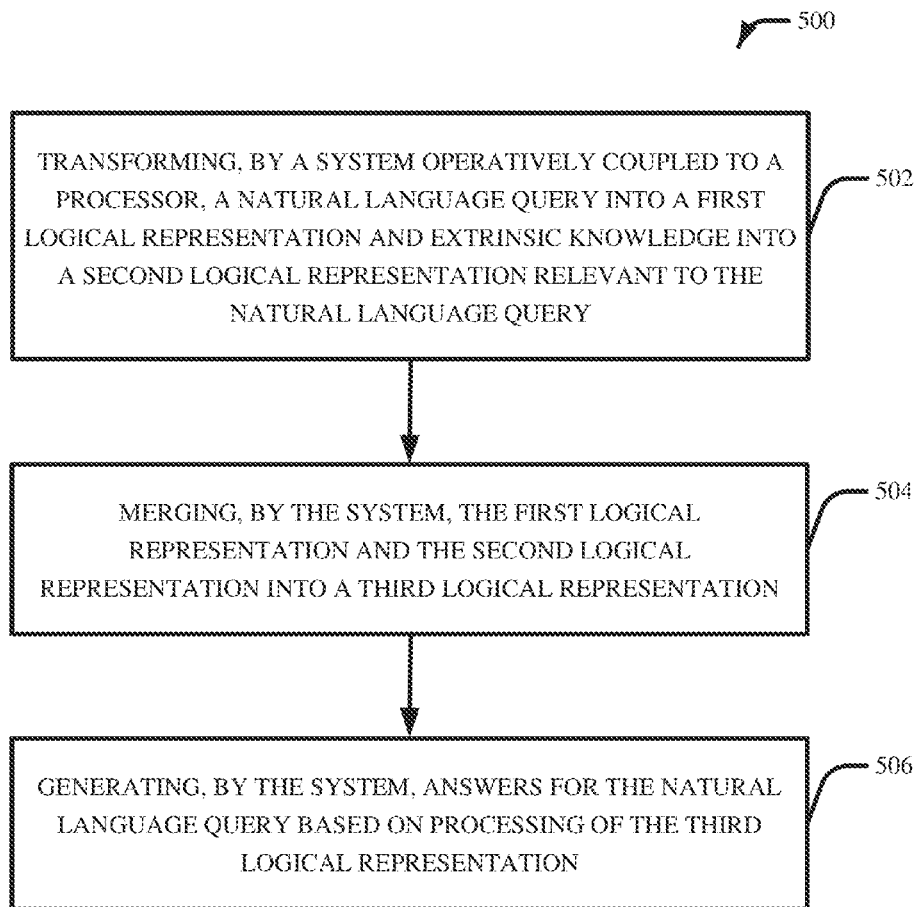 500
TRANSFORMING, BY A SYSTEM OPERATIVELY COUPLED TO A
PROCESSOR, A NATURAL LANGUAGE QUERY INTO A FIRST
LOGICAL REPRESENTATION AND EXTRINSIC KNOWLEDGE INTO
A SECOND LOGICAL REPRESENTATION RELEVANT TO THE
NATURAL LANGUAGE QUERY
502
MERGING, BY THE SYSTEM, THE FIRST LOGICAL
REPRESENTATION AND THE SECOND LOGICAL
REPRESENTATION INTO A THIRD LOGICAL REPRESENTATION
504
GENERATING, BY THE SYSTEM, ANSWERS FOR THE NATURAL
LANGUAGE QUERY BASED ON PROCESSING OF THE THIRD
LOGICAL REPRESENTATION
506